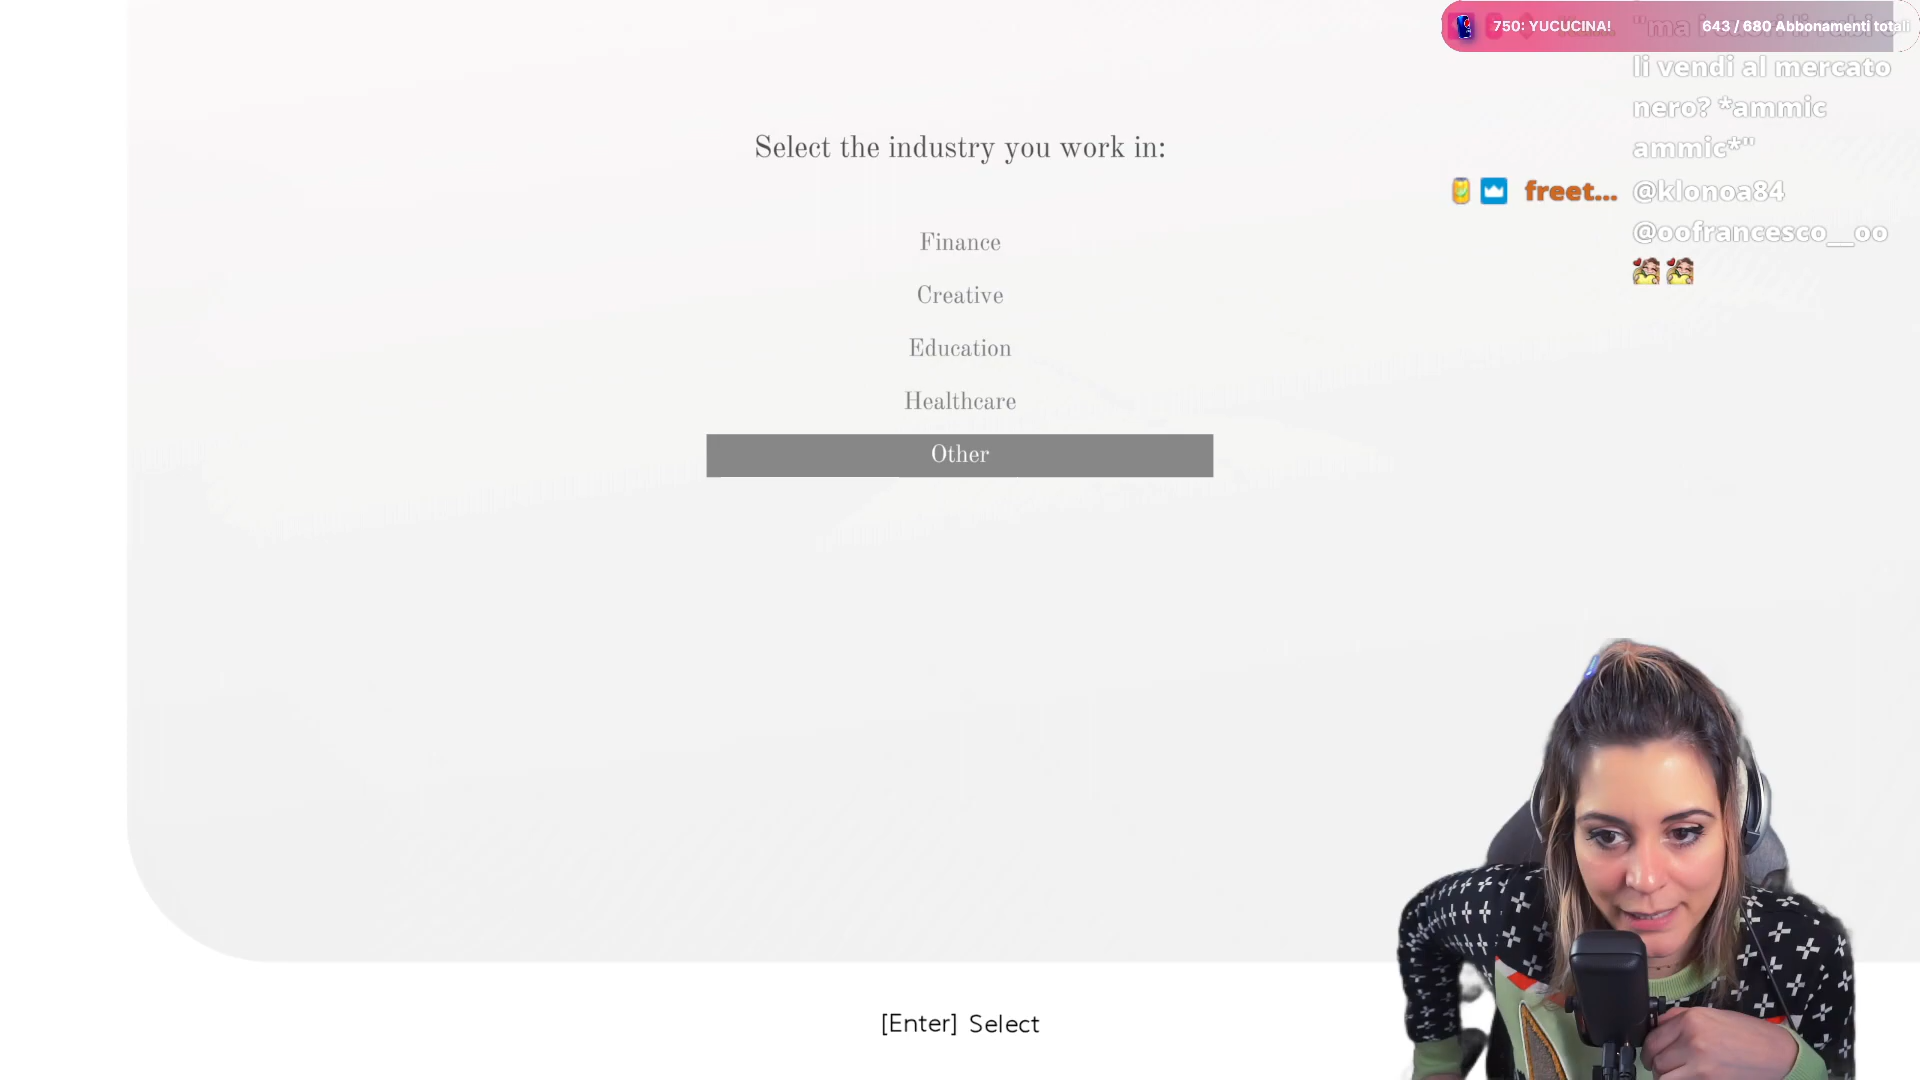 750: YUCUCINA!
643 / 680 Abbonamenti totali
li vendi al mercato
nero? *ammic
ammic*"
freet... @klonoa84
@oofrancesco__oo
Select the industry you work in:
Finance
Creative
Education
Healthcare
Other
[Enter] Select